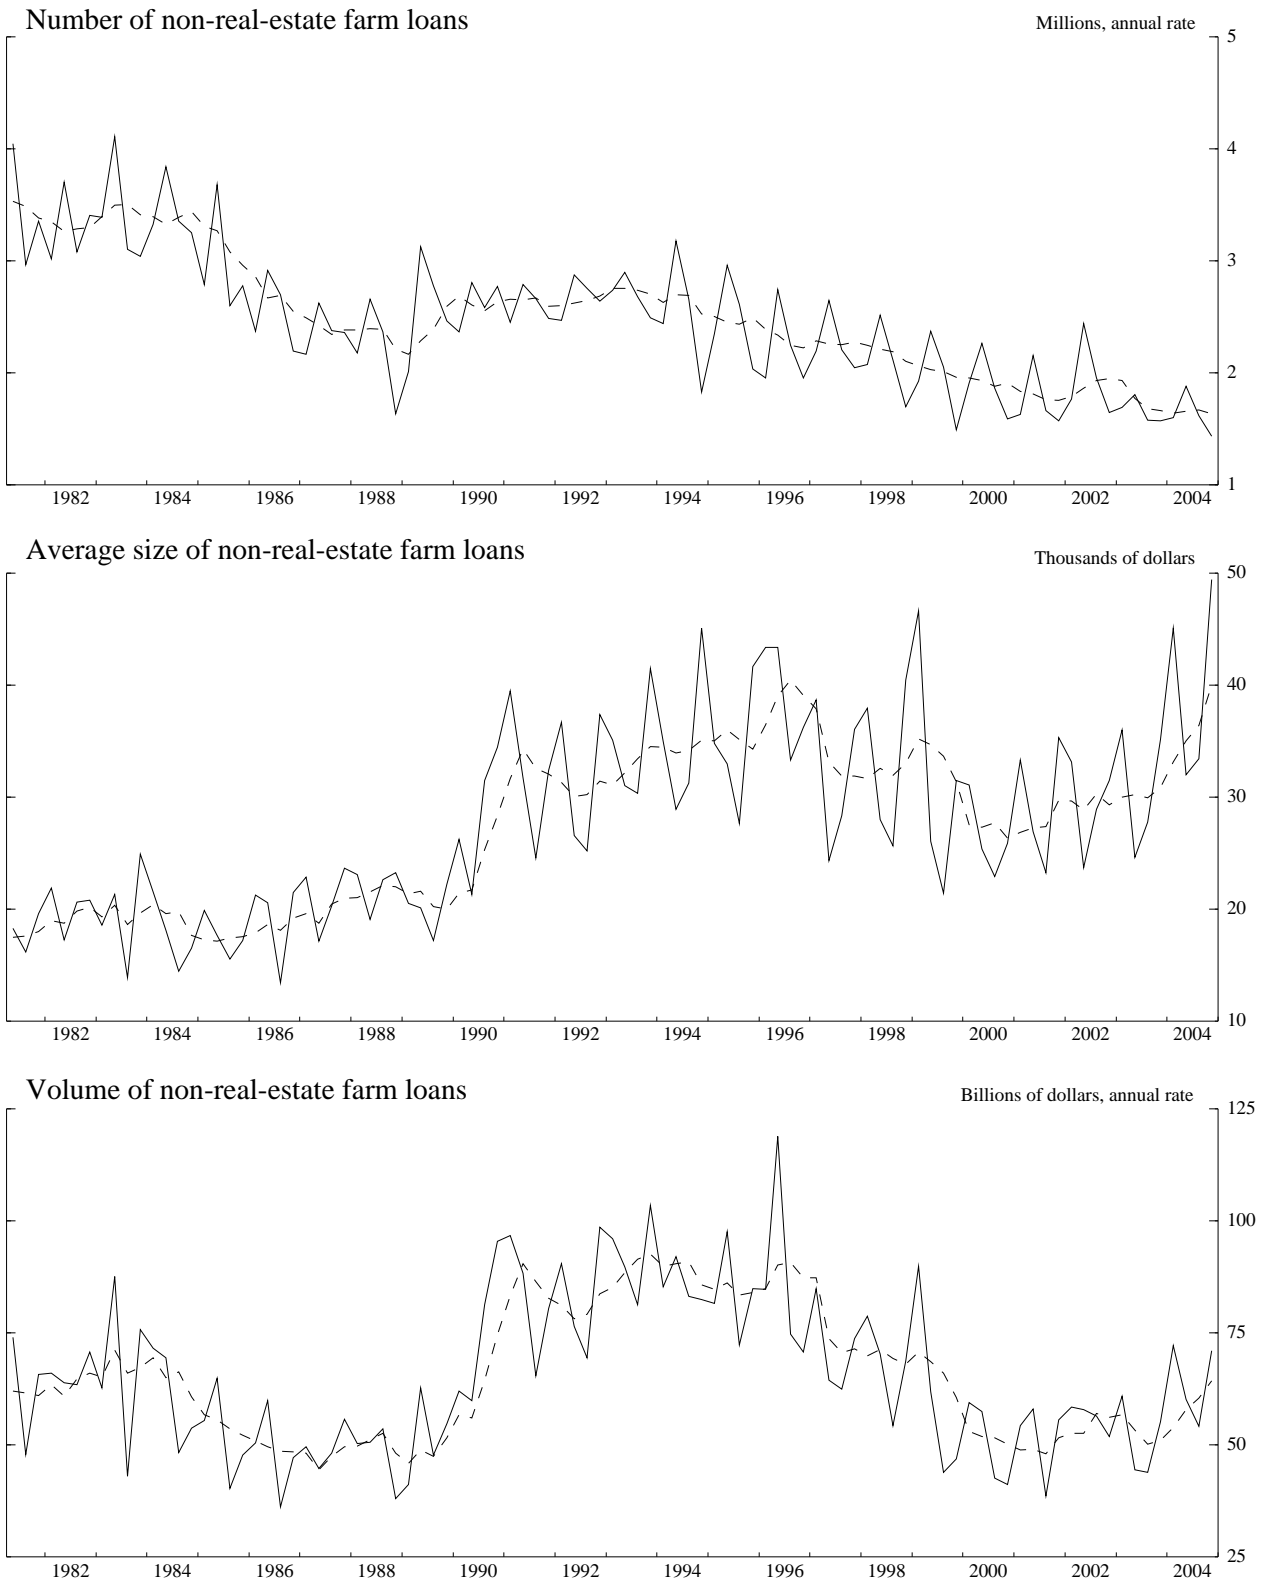 Number of non-real-estate farm loans
Millions, annual rate
5
4
3
2
1
1982 1984 1986 1988 1990 1992 1994 1996 1998 2000 2002 2004
Average size of non-real-estate farm loans
Thousands of dollars
50
40
30
20
10
1982 1984 1986 1988 1990 1992 1994 1996 1998 2000 2002 2004
Volume of non-real-estate farm loans
Billions of dollars, annual rate
125
100
75
50
25
1982 1984 1986 1988 1990 1992 1994 1996 1998 2000 2002 2004